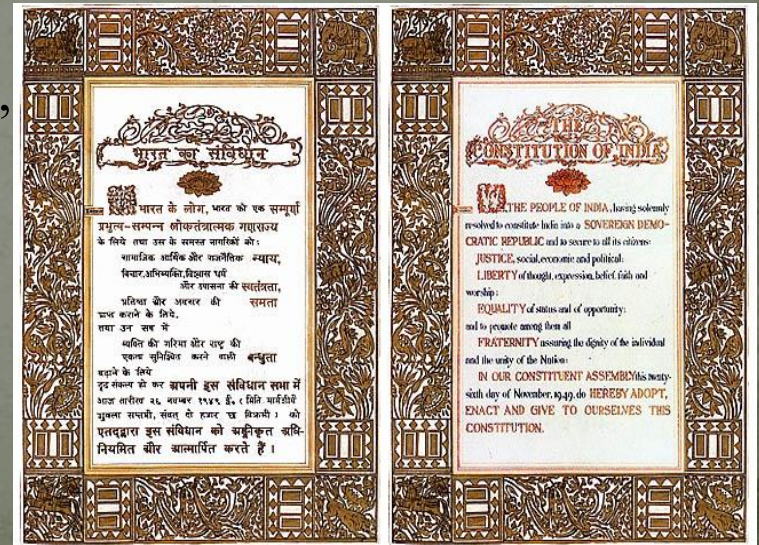 ,
भारत का संविधान
हम भारत के लोग, भारत को एक सम्पूर्ण
प्रभुत्व-सम्पन्न लोकतंत्रात्मक गणराज्य
के लिये तथा उस के समस्त नागरिकों को:
सामाजिक आर्थिक और राजनैतिक न्याय,
विचार,अभिव्यक्ति,विश्वास धर्म
और उपासना की स्वतंत्रता,
प्रतिष्ठा और अवसर की समता
प्राप्त कराने के लिये,
तथा उन सब में
व्यक्ति की गरिमा और राष्ट्र की
एकता सुनिश्चित करने वाली बन्धुता
बढ़ाने के लिये
दृढ़ संकल्प हो कर अपनी इस संविधान सभा में
आज तारीख २६ नवम्बर १९४९ ई. (मिति मार्गशीर्ष
शुक्ला सप्तमी, संवत् दो हजार छ विक्रमी) को
एतद्द्वारा इस संविधान को अङ्गीकृत अधि-
नियमित और आत्मार्पित करते हैं।
THE
CONSTITUTION OF INDIA
WE, THE PEOPLE OF INDIA, having solemnly
resolved to constitute India into a SOVEREIGN DEMO-
CRATIC REPUBLIC and to secure to all its citizens:
JUSTICE, social, economic and political;
LIBERTY of thought, expression, belief, faith and
worship;
EQUALITY of status and of opportunity;
and to promote among them all
FRATERNITY assuring the dignity of the individual
and the unity of the Nation;
IN OUR CONSTITUENT ASSEMBLY this twenty-
sixth day of November, 1949, do HEREBY ADOPT,
ENACT AND GIVE TO OURSELVES THIS
CONSTITUTION.